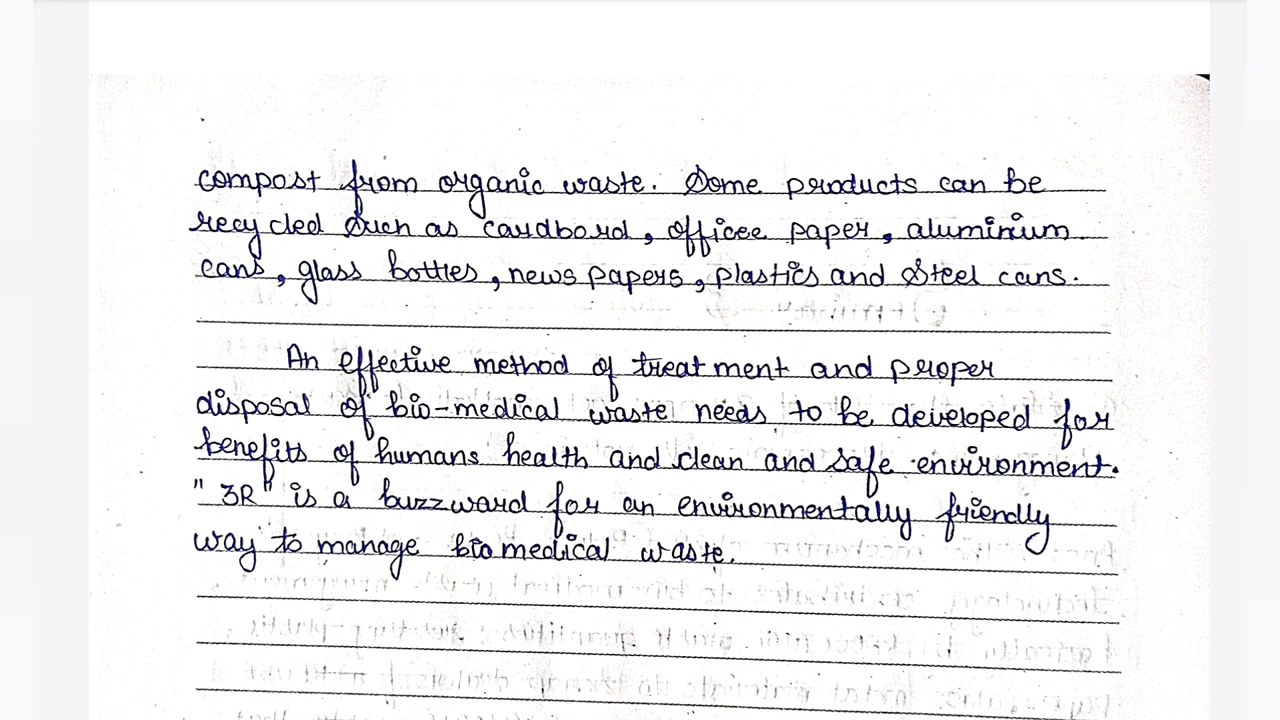 compost from organic waste. Some products can be
recycled such as cardbord, officee paper, aluminium
cans, glass bottles, news papers, plastics and steel cans.
An effective method of treatment and proper
disposal of bio-medical waste needs to be developed for
benefits of humans health and clean and safe environment.
"3R" is a buzzward for an environmentally friendly
way to manage bio medical waste.